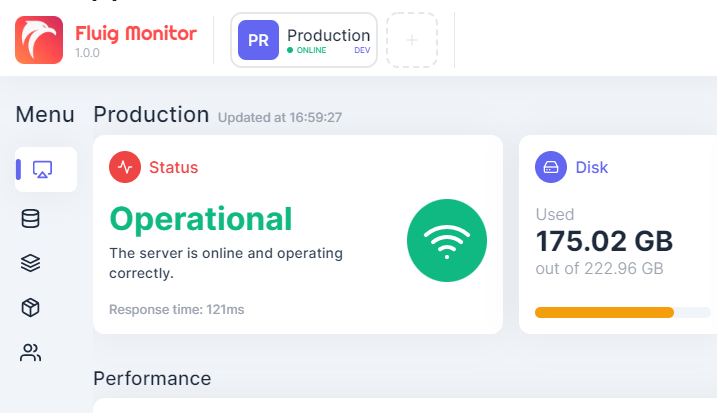 Fluig Monitor
1.0.0
PR
Production
ONLINE
DEV
Menu
Production
Updated at 16:59:27
Status
Operational
The server is online and operating
correctly.
Response time: 121ms
Disk
Used
175.02 GB
out of 222.96 GB
Performance